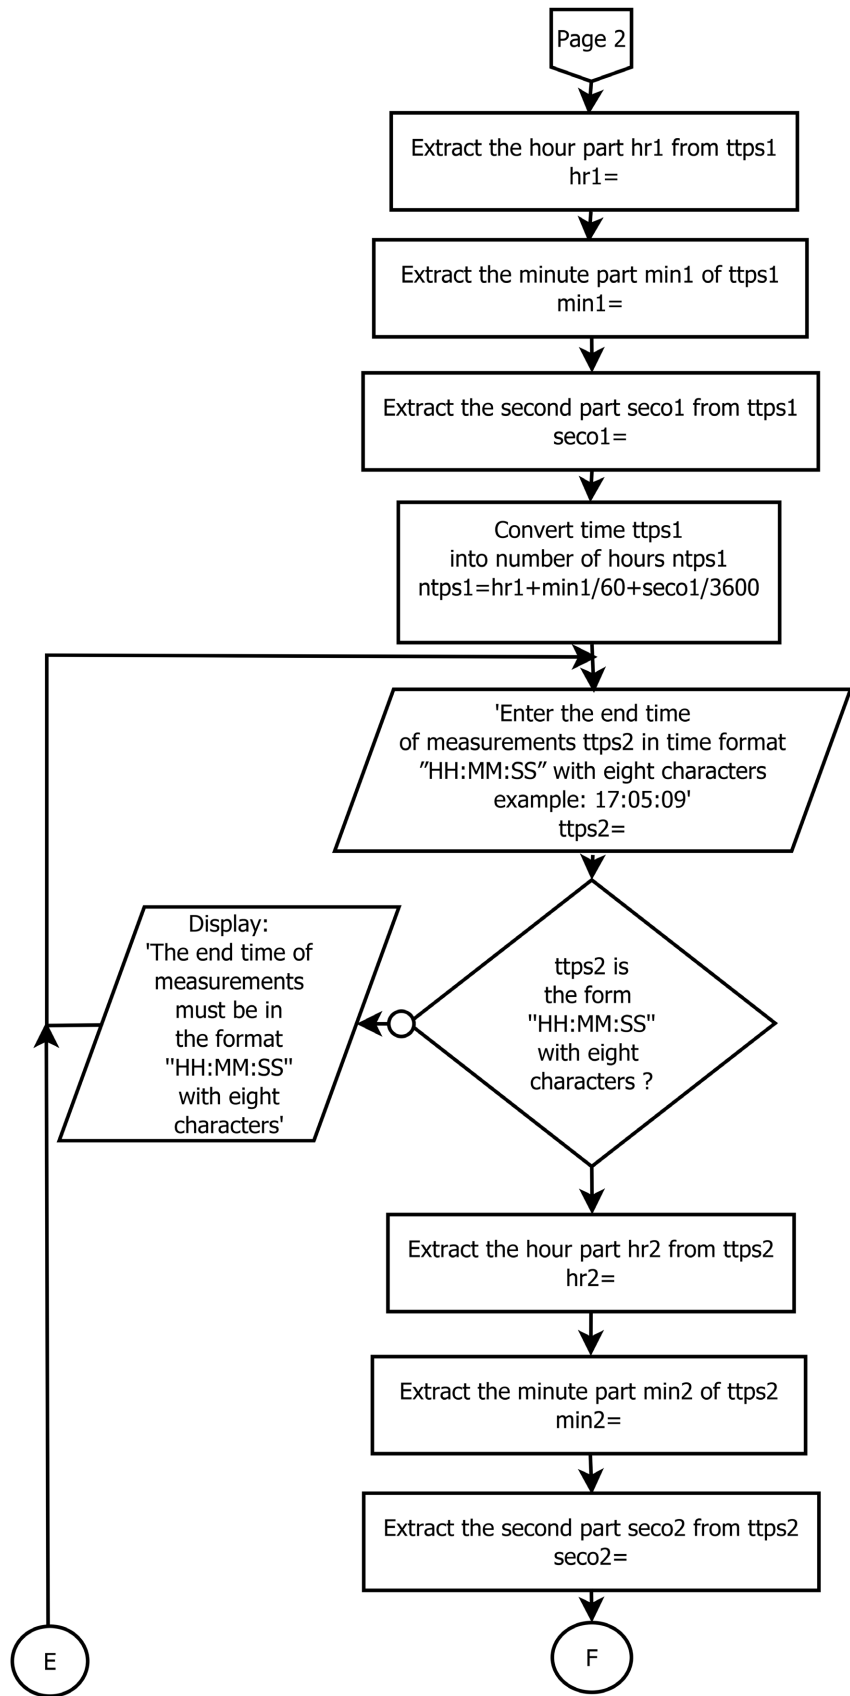 Page 2
Extract the hour part hr1 from ttps1
hr1=
Extract the minute part min1 of ttps1
min1=
Extract the second part seco1 from ttps1
seco1=
Convert time ttps1
into number of hours ntps1
ntps1=hr1+min1/60+seco1/3600
'Enter the end time
of measurements ttps2 in time format
”HH:MM:SS” with eight characters
example: 17:05:09'
ttps2=
ttps2 is
the form
"HH:MM:SS"
with eight
characters ?
Display:
'The end time of
measurements
must be in
the format
"HH:MM:SS"
with eight
characters'
Extract the hour part hr2 from ttps2
hr2=
Extract the minute part min2 of ttps2
min2=
Extract the second part seco2 from ttps2
seco2=
E
F